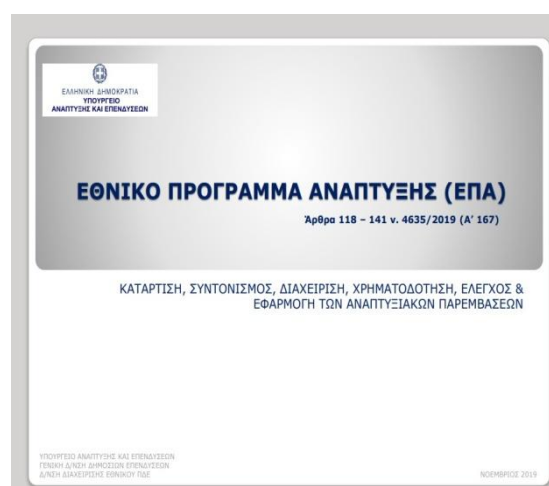 ΕΛΛΗΝΙΚΗ ΔΗΜΟΚΡΑΤΙΑ
ΥΠΟΥΡΓΕΙΟ
ΑΝΑΠΤΥΞΗΣ ΚΑΙ ΕΠΕΝΔΥΣΕΩΝ
ΕΘΝΙΚΟ ΠΡΟΓΡΑΜΜΑ ΑΝΑΠΤΥΞΗΣ (ΕΠΑ)
Άρθρα 118 – 141 ν. 4635/2019 (Α' 167)
ΚΑΤΑΡΤΙΣΗ, ΣΥΝΤΟΝΙΣΜΟΣ, ΔΙΑΧΕΙΡΙΣΗ, ΧΡΗΜΑΤΟΔΟΤΗΣΗ, ΕΛΕΓΧΟΣ &
ΕΦΑΡΜΟΓΗ ΤΩΝ ΑΝΑΠΤΥΞΙΑΚΩΝ ΠΑΡΕΜΒΑΣΕΩΝ
ΥΠΟΥΡΓΕΙΟ ΑΝΑΠΤΥΞΗΣ ΚΑΙ ΕΠΕΝΔΥΣΕΩΝ
ΓΕΝΙΚΗ Δ/ΝΣΗ ΔΗΜΟΣΙΩΝ ΕΠΕΝΔΥΣΕΩΝ
Δ/ΝΣΗ ΔΙΑΧΕΙΡΙΣΗΣ ΕΘΝΙΚΟΥ ΠΔΕ
ΝΟΕΜΒΡΙΟΣ 2019